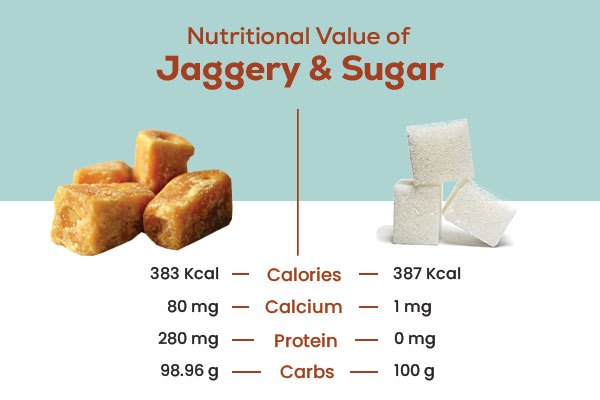 Nutritional Value of
Jaggery & Sugar
383 Kcal — Calories — 387 Kcal
80 mg — Calcium — 1 mg
280 mg — Protein — 0 mg
98.96 g — Carbs — 100 g